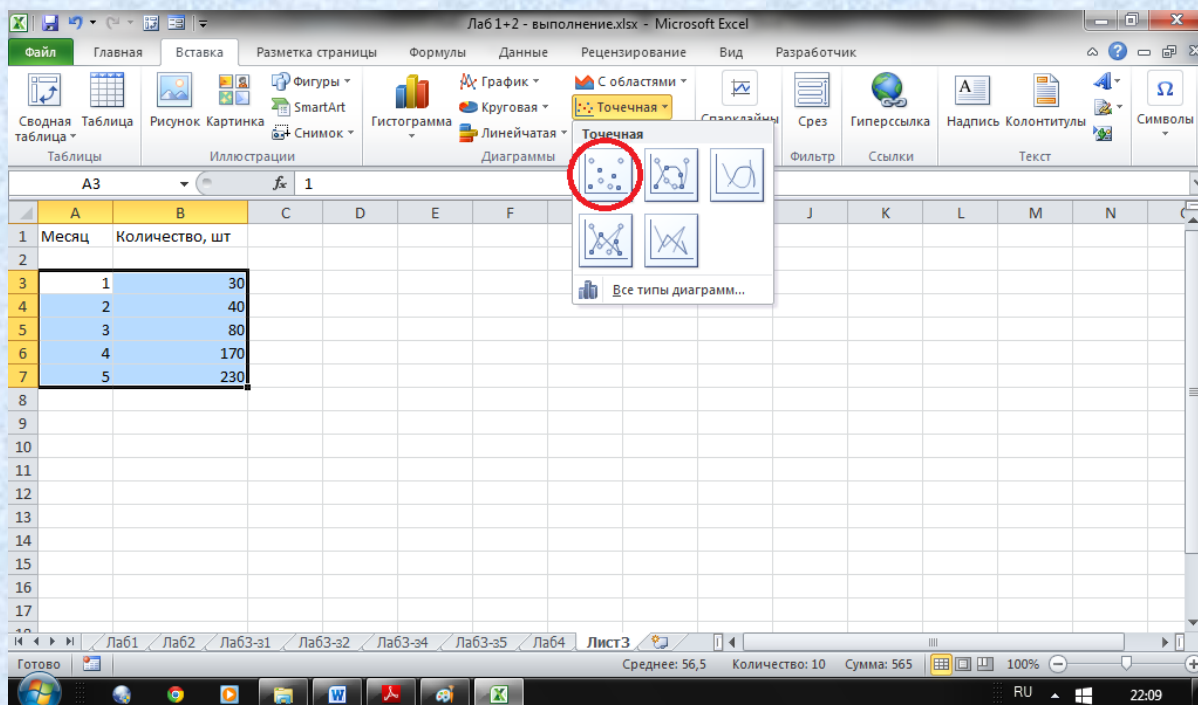 Лаб 1+2 - выполнение.xlsx - Microsoft Excel
Файл Главная Вставка Разметка страницы Формулы Данные Рецензирование Вид Разработчик
Сводная таблица
Таблица
Таблицы
Рисунок
Картинка
Фигуры
SmartArt
Снимок
Иллюстрации
Гистограмма
График
Круговая
Линейчатая
С областями
Точечная
Диаграммы
Спарклайны
Срез
Фильтр
Гиперссылка
Ссылки
Надпись
Колонтитулы
Текст
Символы
Ω
Точечная
Все типы диаграмм...
A3 fx 1
A B C D E F J K L M N
1 Месяц Количество, шт
2
3 1 30
4 2 40
5 3 80
6 4 170
7 5 230
8
9
10
11
12
13
14
15
16
17
Лаб1 Лаб2 Лаб3-з1 Лаб3-з2 Лаб3-з4 Лаб3-з5 Лаб4 Лист3
Готово Среднее: 56,5 Количество: 10 Сумма: 565 100%
RU 22:09